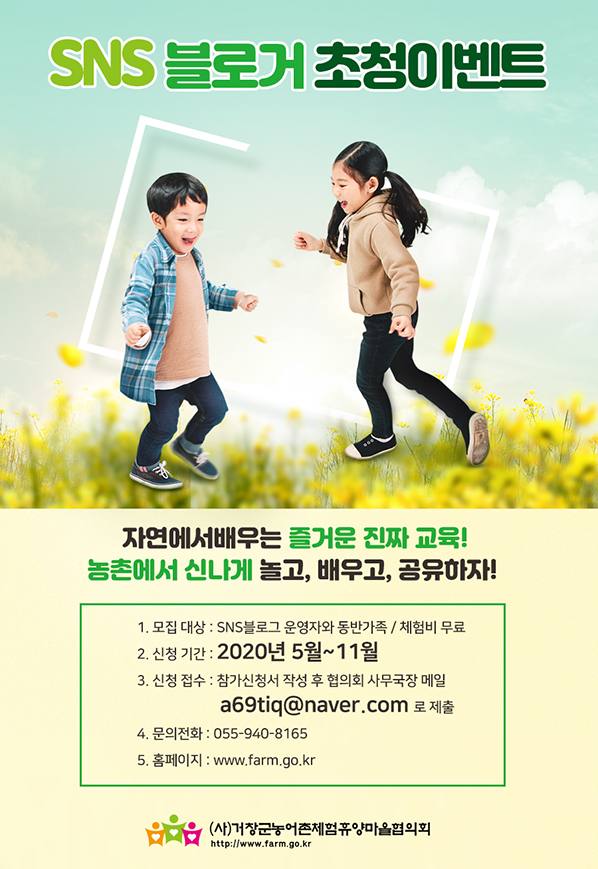 SNS 블로거 초청이벤트
자연에서배우는 즐거운 진짜 교육!
농촌에서 신나게 놀고, 배우고, 공유하자!
1. 모집 대상 : SNS블로그 운영자와 동반가족 / 체험비 무료
2. 신청 기간 : 2020년 5월~11월
3. 신청 접수 : 참가신청서 작성 후 협의회 사무국장 메일
a69tiq@naver.com 로 제출
4. 문의전화 : 055-940-8165
5. 홈페이지 : www.farm.go.kr
(사)거창군농어촌체험휴양마을협의회
http://www.farm.go.kr